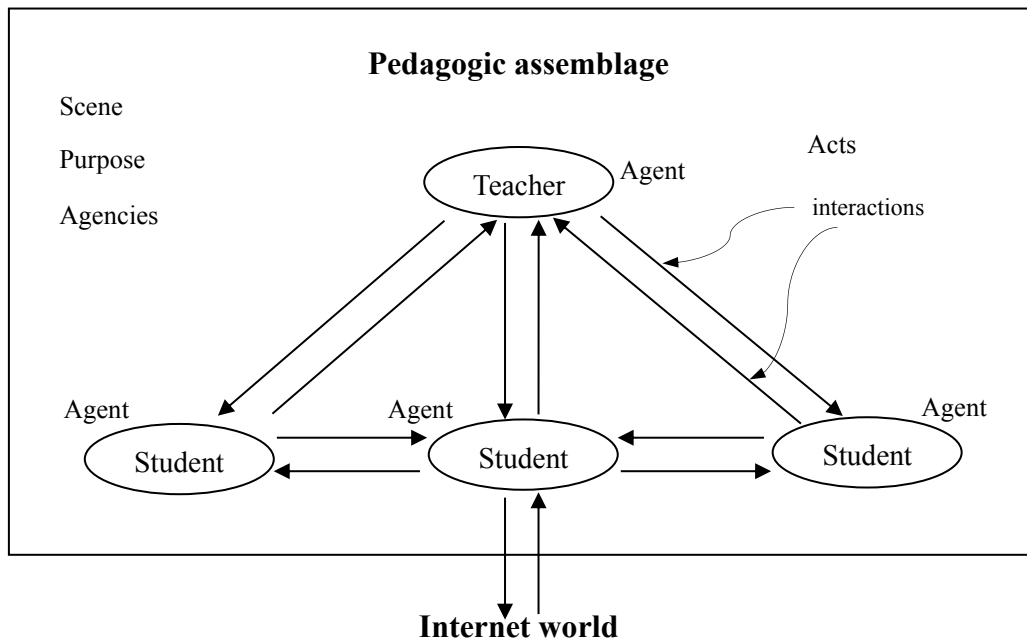 Pedagogic assemblage
Scene
Purpose
Agencies
Acts
interactions
Teacher
Agent
Agent
Student
Agent
Student
Agent
Student
Internet world